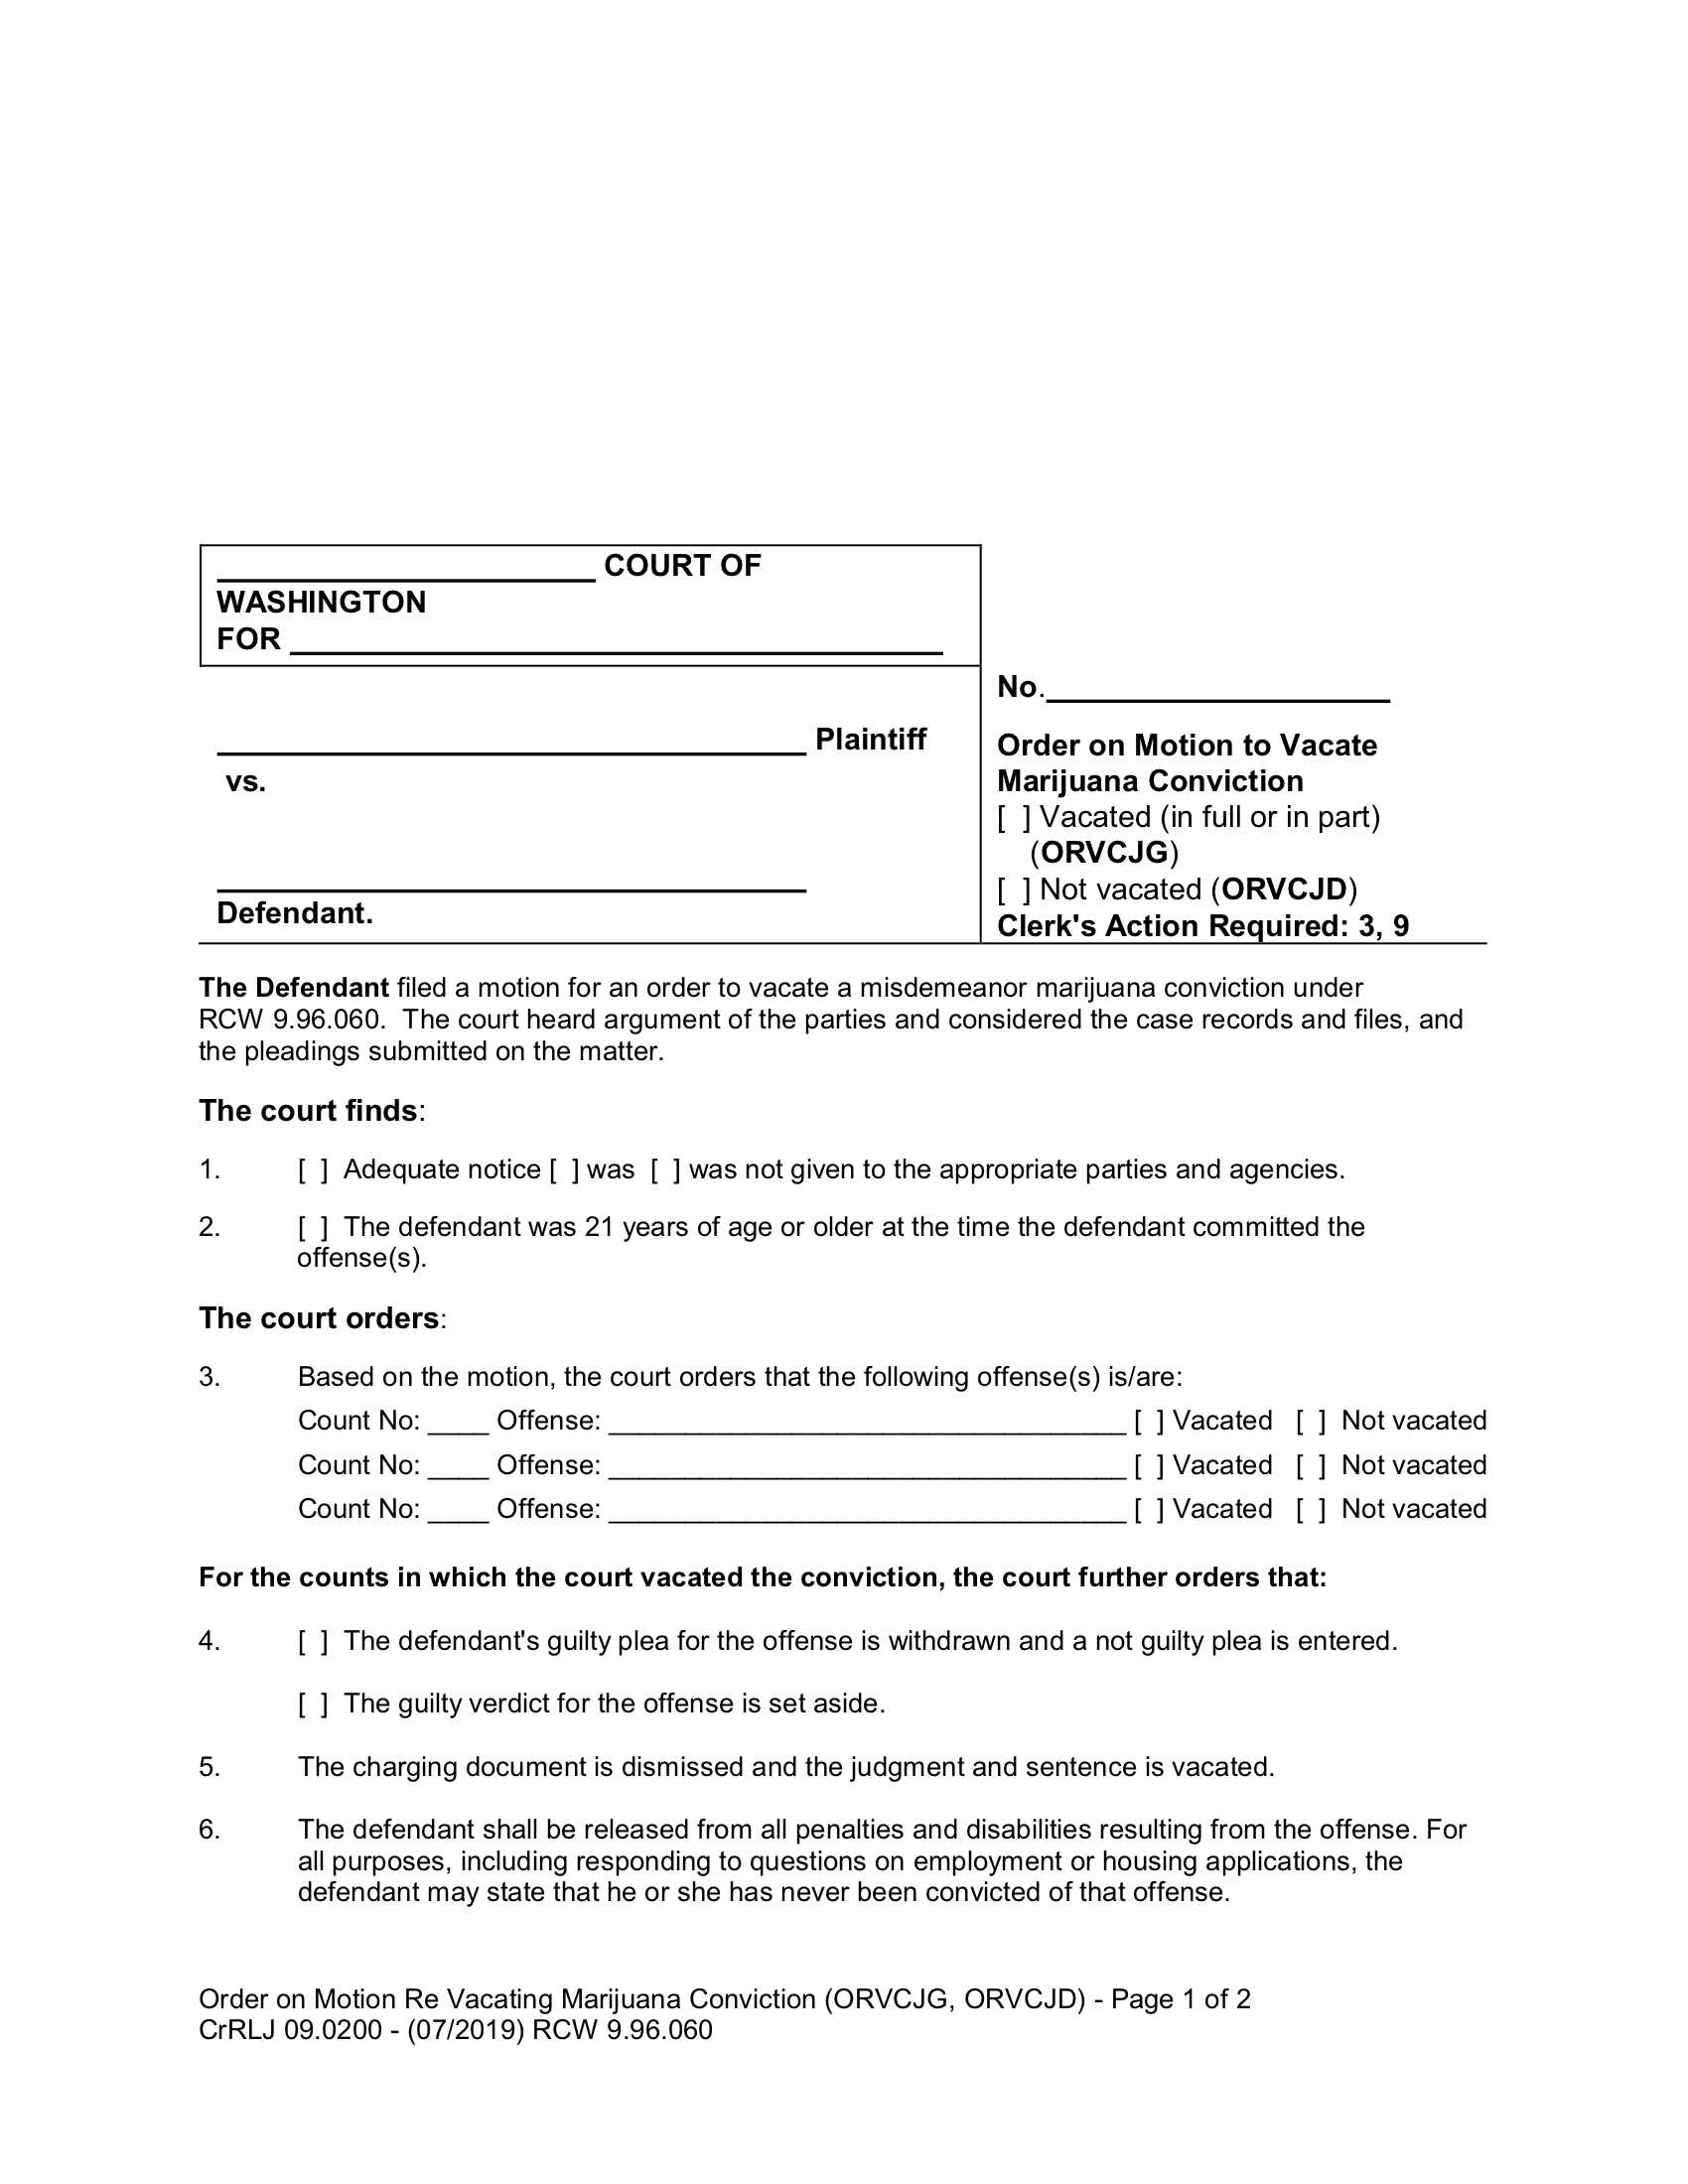 _________________________ COURT OF
WASHINGTON
FOR ___________________________________________
_______________________________________ Plaintiff
vs.
_______________________________________
Defendant.
No._______________________
Order on Motion to Vacate
Marijuana Conviction
[ ] Vacated (in full or in part)
(ORVCJG)
[ ] Not vacated (ORVCJD)
Clerk's Action Required: 3, 9
The Defendant filed a motion for an order to vacate a misdemeanor marijuana conviction under
RCW 9.96.060. The court heard argument of the parties and considered the case records and files, and
the pleadings submitted on the matter.
The court finds:
1. [ ] Adequate notice [ ] was [ ] was not given to the appropriate parties and agencies.
2. [ ] The defendant was 21 years of age or older at the time the defendant committed the
offense(s).
The court orders:
3. Based on the motion, the court orders that the following offense(s) is/are:
Count No: ____ Offense: __________________________________ [ ] Vacated [ ] Not vacated
Count No: ____ Offense: __________________________________ [ ] Vacated [ ] Not vacated
Count No: ____ Offense: __________________________________ [ ] Vacated [ ] Not vacated
For the counts in which the court vacated the conviction, the court further orders that:
4. [ ] The defendant's guilty plea for the offense is withdrawn and a not guilty plea is entered.
[ ] The guilty verdict for the offense is set aside.
5. The charging document is dismissed and the judgment and sentence is vacated.
6. The defendant shall be released from all penalties and disabilities resulting from the offense. For
all purposes, including responding to questions on employment or housing applications, the
defendant may state that he or she has never been convicted of that offense.
Order on Motion Re Vacating Marijuana Conviction (ORVCJG, ORVCJD) - Page 1 of 2
CrRLJ 09.0200 - (07/2019) RCW 9.96.060